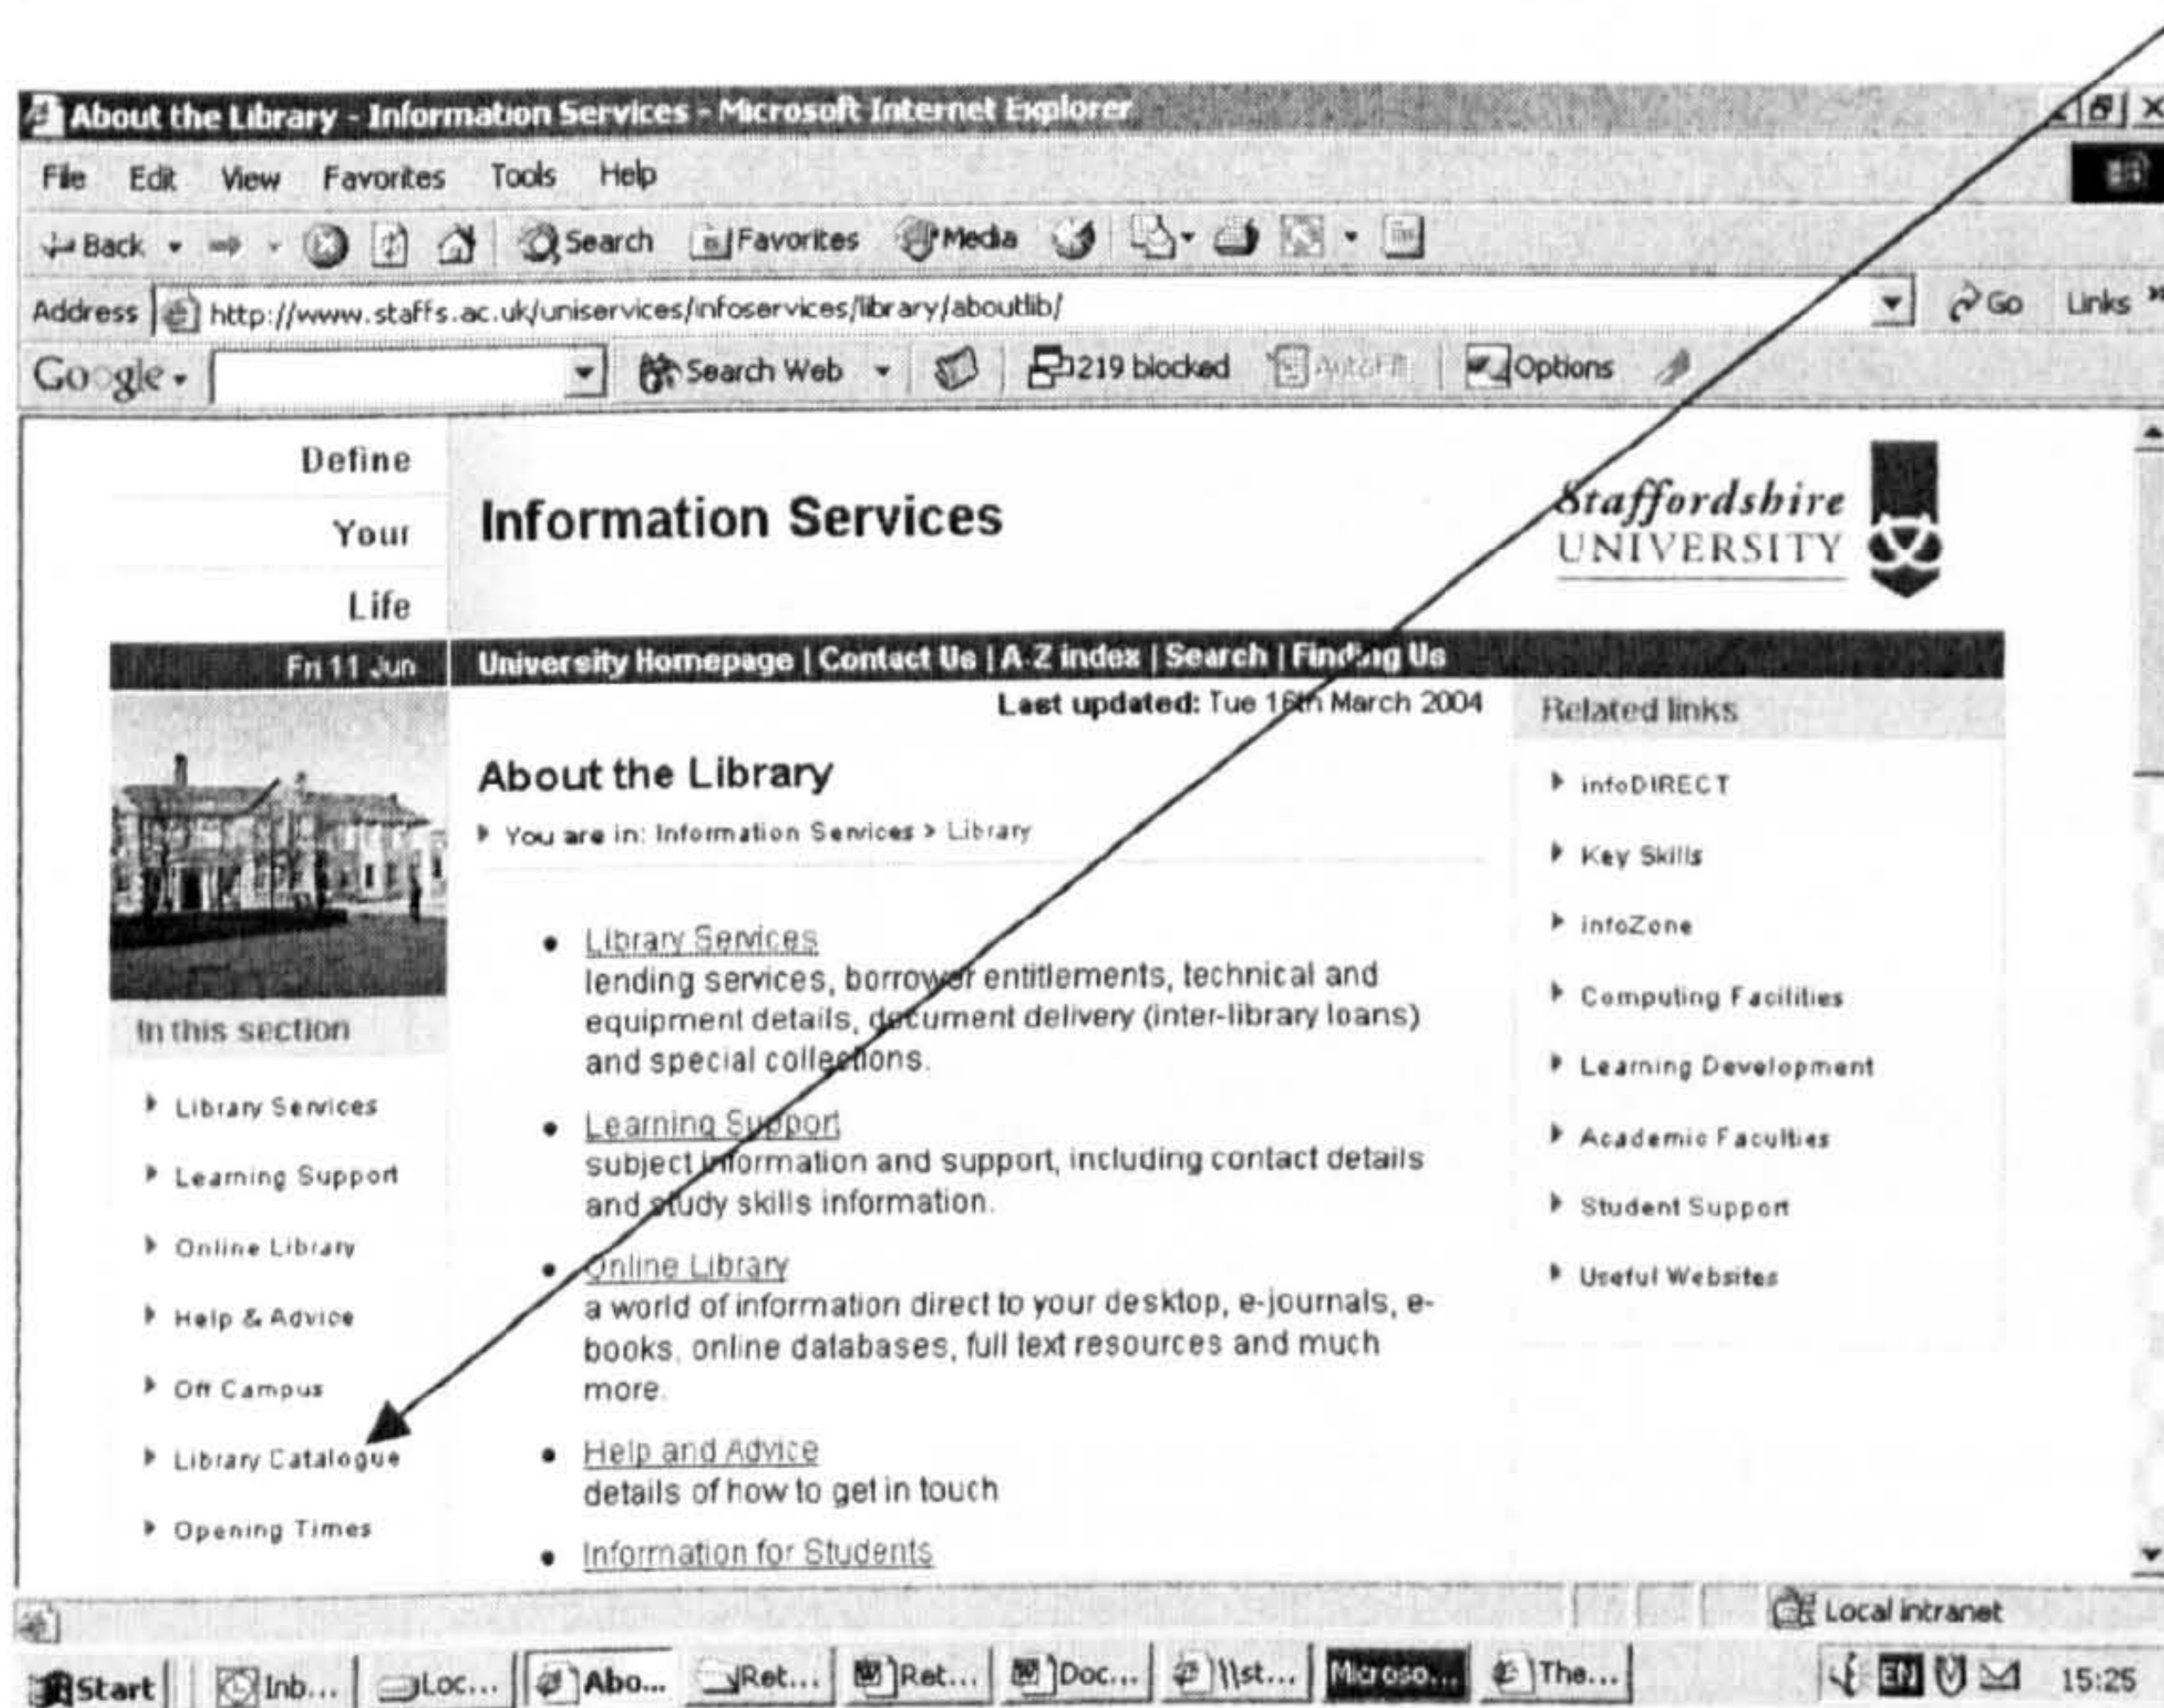 About the Library - Information Services - Microsoft Internet Explorer
File Edit View Favorites Tools Help
Back Search Favorites Media
Address http://www.staffs.ac.uk/uniservices/infoservices/library/aboutlib/ Go Links »
Google Search Web 219 blocked AutoFill Options
Define
Your
Life
Information Services
Staffordshire
UNIVERSITY
Fri 11 Jun
University Homepage | Contact Us | A-Z index | Search | Finding Us
Last updated: Tue 16th March 2004
About the Library
You are in: Information Services > Library
• Library Services
lending services, borrower entitlements, technical and
equipment details, document delivery (inter-library loans)
and special collections.
• Learning Support
subject information and support, including contact details
and study skills information.
• Online Library
a world of information direct to your desktop, e-journals, e-
books, online databases, full text resources and much
more.
• Help and Advice
details of how to get in touch
• Information for Students
In this section
Library Services
Learning Support
Online Library
Help & Advice
Off Campus
Library Catalogue
Opening Times
Related links
infoDIRECT
Key Skills
infoZone
Computing Facilities
Learning Development
Academic Faculties
Student Support
Useful Websites
Local intranet
Start Inb... Loc... Abo... Ret... Ret... Doc... \\st... Microso... The... EN 15:25